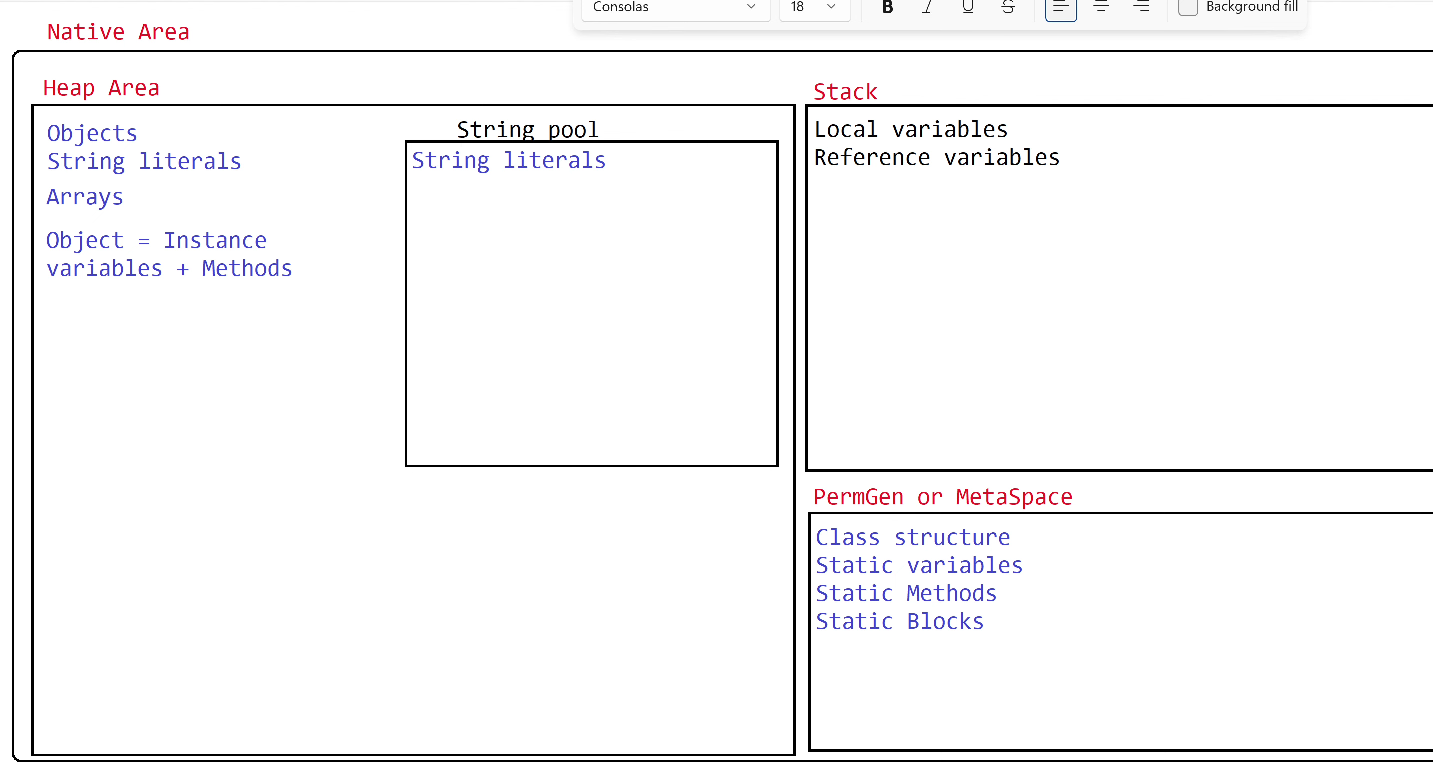 Consolas 18 B I U S Background fill
Native Area
Heap Area
Objects
String literals
Arrays
Object = Instance
variables + Methods
String pool
String literals
Stack
Local variables
Reference variables
PermGen or MetaSpace
Class structure
Static variables
Static Methods
Static Blocks